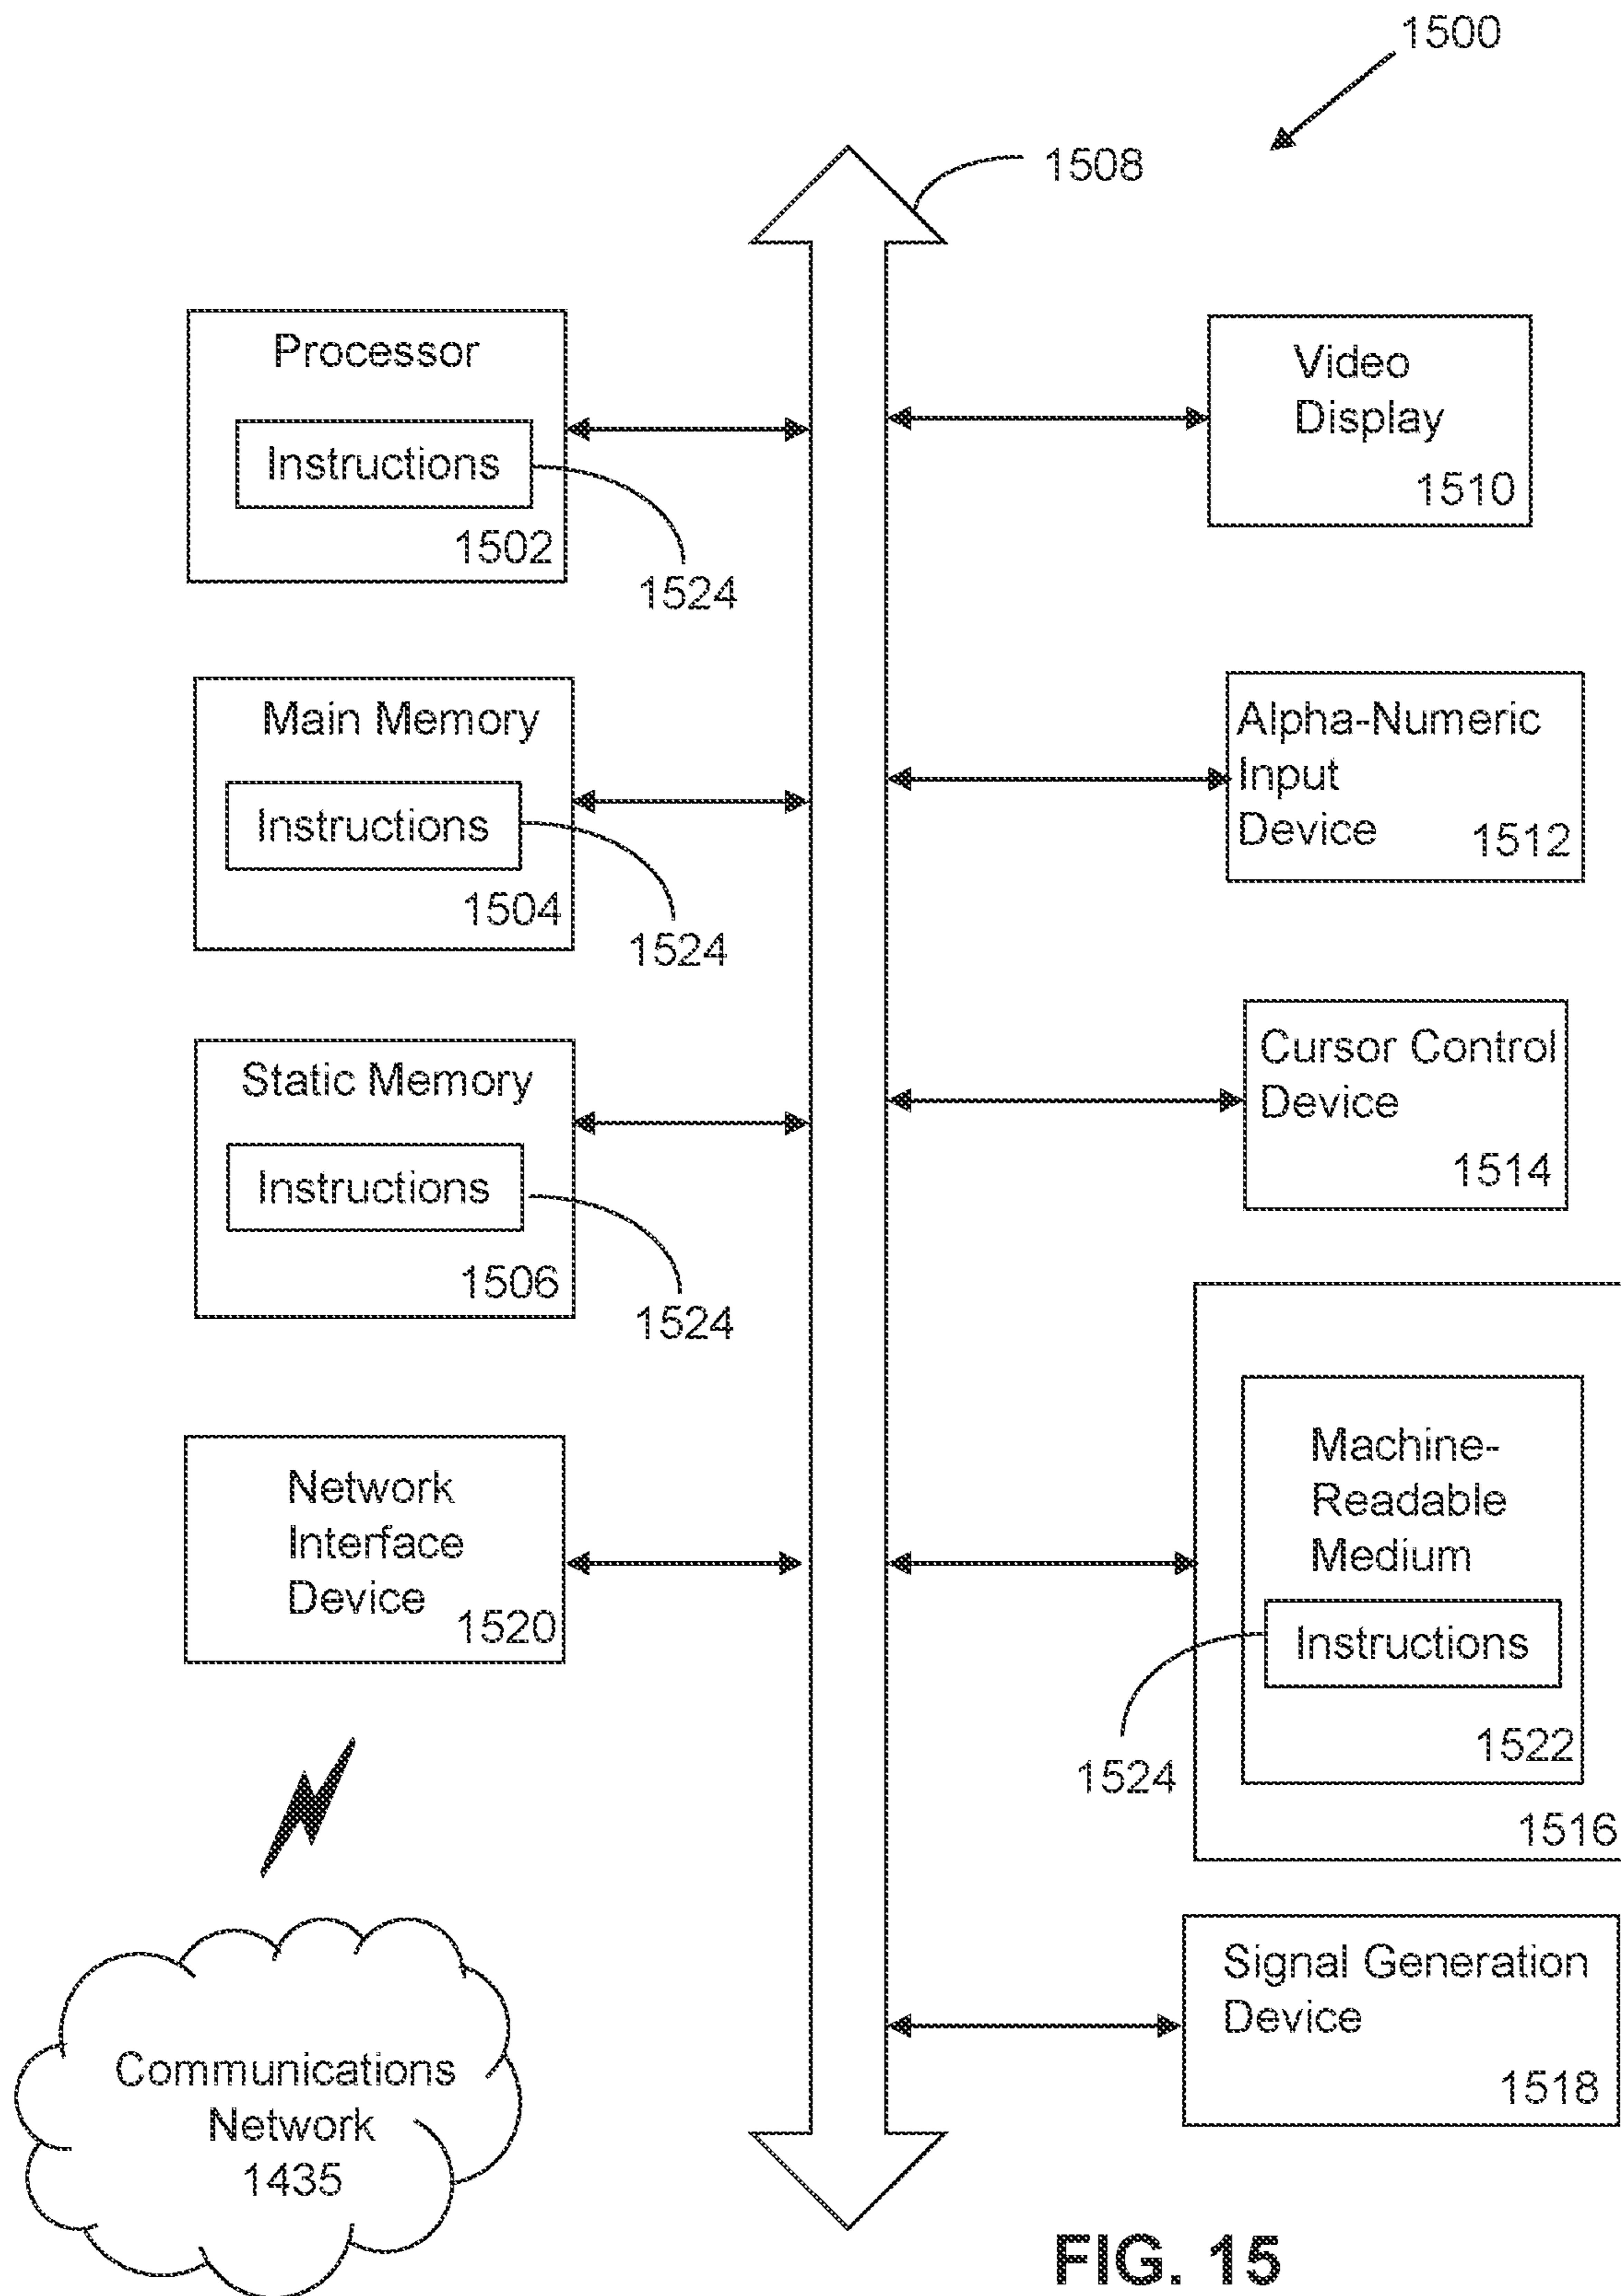 1500
1508
Processor
Instructions
1502
1524
Video
Display
1510
Main Memory
Instructions
1504
1524
Alpha-Numeric
Input
Device
1512
Static Memory
Instructions
1506
1524
Cursor Control
Device
1514
Network
Interface
Device
1520
Machine-
Readable
Medium
Instructions
1522
1524
1516
Communications
Network
1435
Signal Generation
Device
1518
FIG. 15